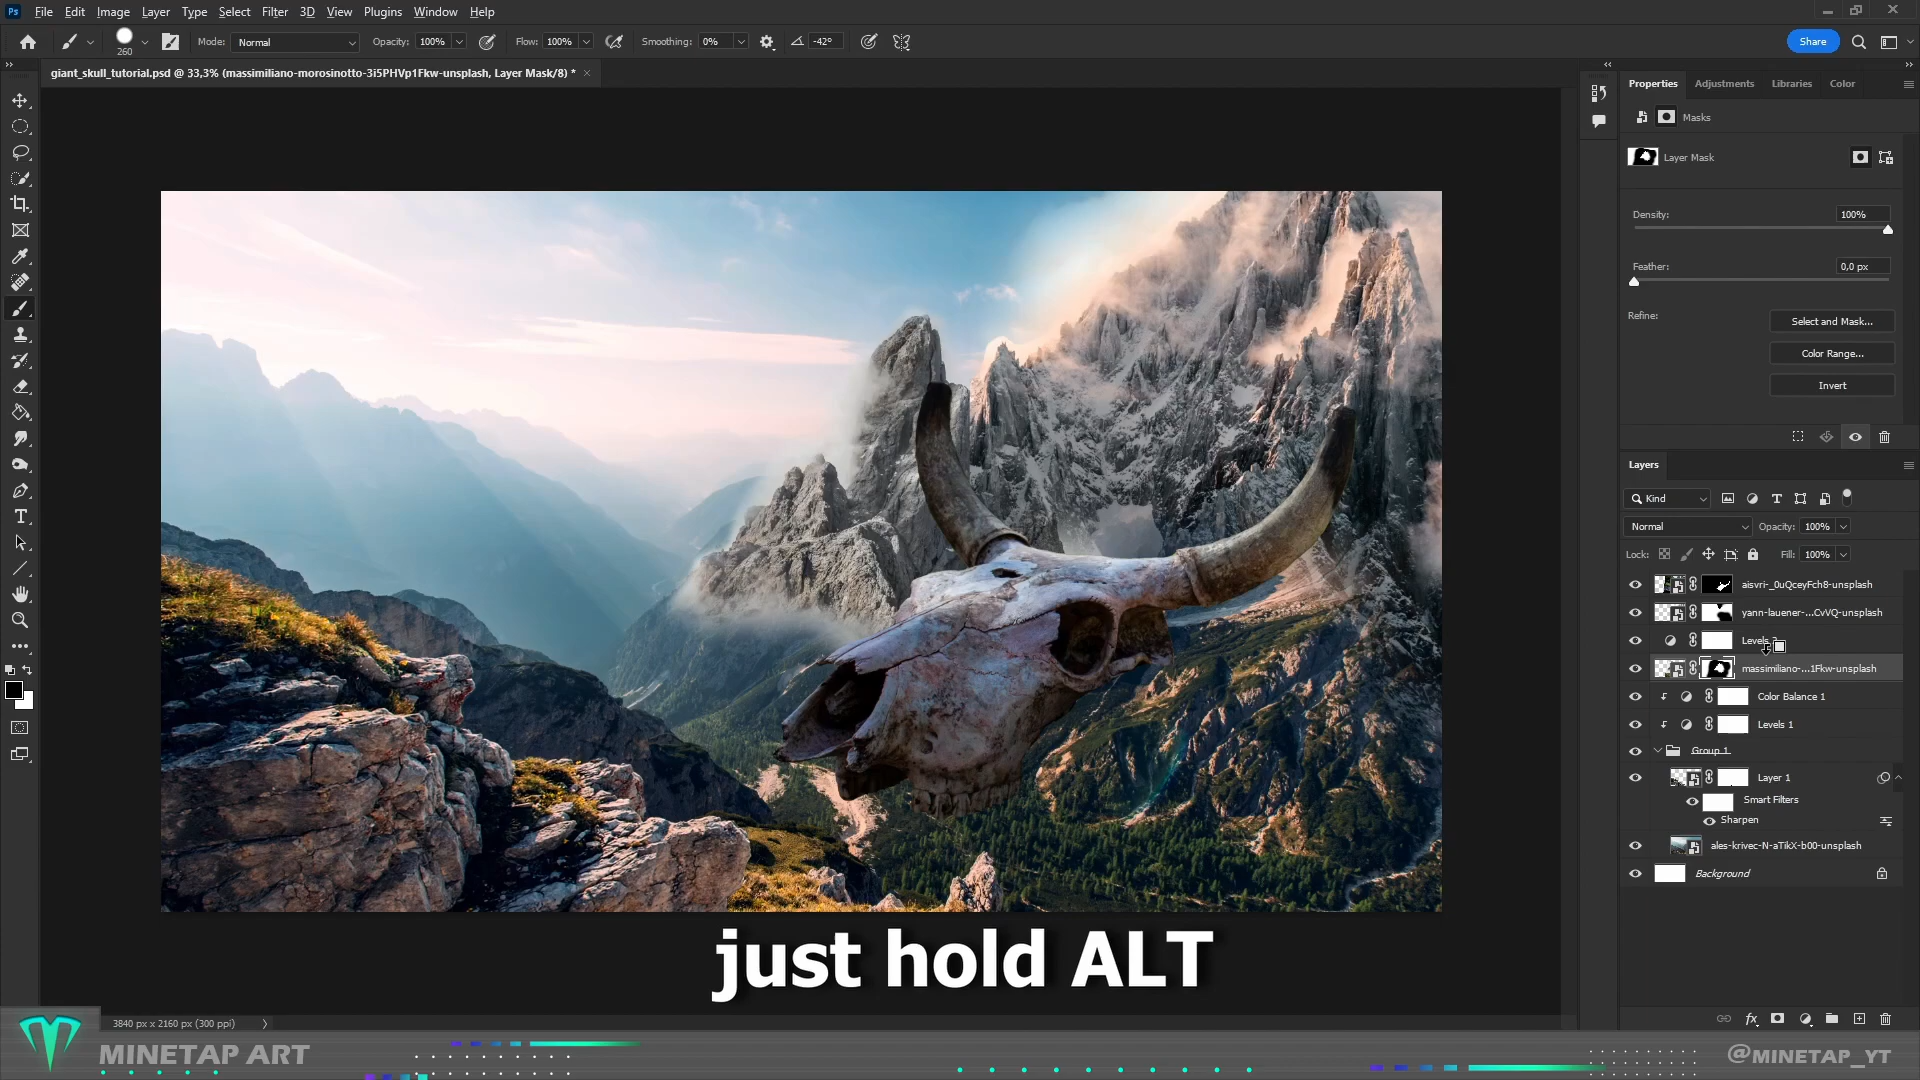 Ps File Edit Image Layer Type Select Filter 3D View Plugins Window Help
260 Mode: Normal Opacity: 100% Flow: 100% Smoothing: 0% -42° Share
giant_skull_tutorial.psd @ 33,3% (massimiliano-morosinotto-3i5PHVp1Fkw-unsplash, Layer Mask/8) * ×
Properties Adjustments Libraries Color
Masks
Layer Mask
Density: 100%
Feather: 0,0 px
Refine:
Select and Mask...
Color Range...
Invert
Layers
Kind
Normal Opacity: 100%
Lock: Fill: 100%
aisvri-_0uQceyFch8-unsplash
yann-lauener-...CvVQ-unsplash
Levels
massimiliano-...1Fkw-unsplash
Color Balance 1
Levels 1
Group 1
Layer 1
Smart Filters
Sharpen
ales-krivec-N-aTikX-b00-unsplash
Background
just hold ALT
3840 px x 2160 px (300 ppi)
MINETAP ART
@MINETAP_YT